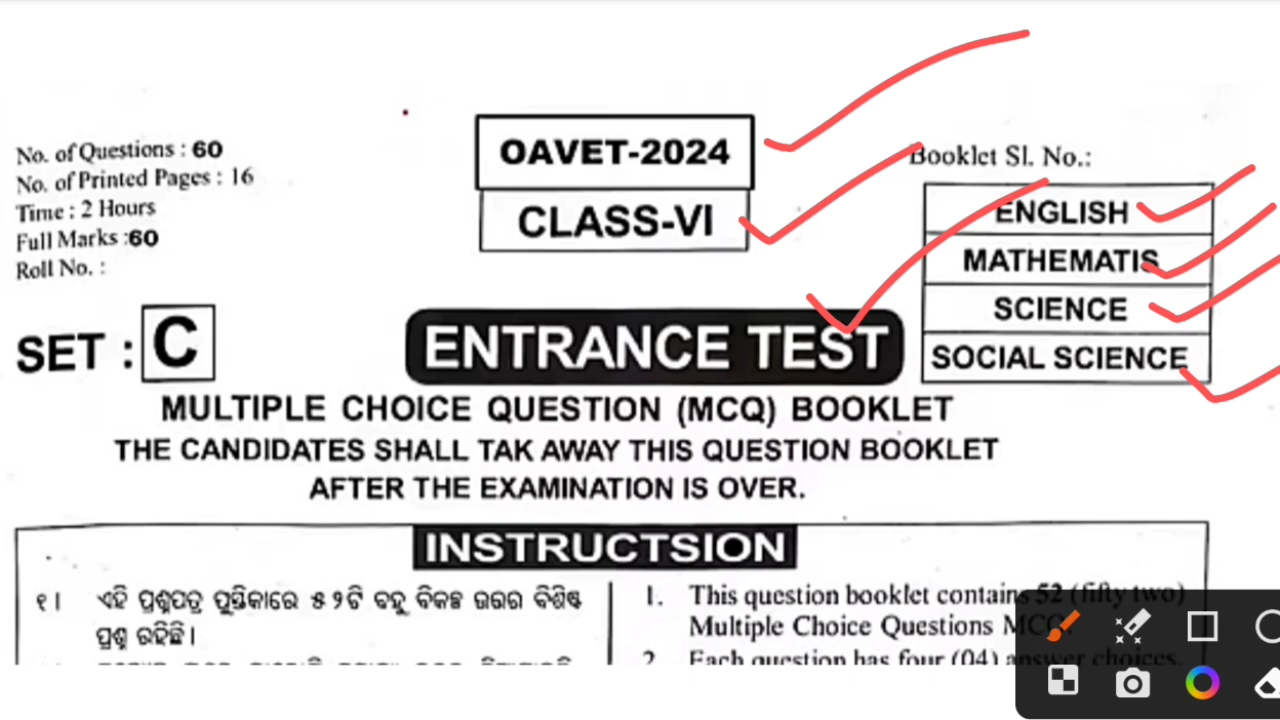 No. of Questions : 60
No. of Printed Pages : 16
Time : 2 Hours
Full Marks :60
Roll No. :
OAVET-2024
CLASS-VI
Booklet Sl. No.:
ENGLISH
MATHEMATIS
SCIENCE
SOCIAL SCIENCE
SET : C
ENTRANCE TEST
MULTIPLE CHOICE QUESTION (MCQ) BOOKLET
THE CANDIDATES SHALL TAK AWAY THIS QUESTION BOOKLET
AFTER THE EXAMINATION IS OVER.
INSTRUCTSION
୧। ଏହି ପ୍ରଶ୍ନପତ୍ର ପୁସ୍ତିକାରେ ୫୨ଟି ବହୁ ବିକଳ୍ପ ଉତ୍ତର ବିଶିଷ୍ଟ
ପ୍ରଶ୍ନ ରହିଛି।
1. This question booklet contains 52 (fifty two)
Multiple Choice Questions MCQ.
2. Each question has four (04) answer choices.